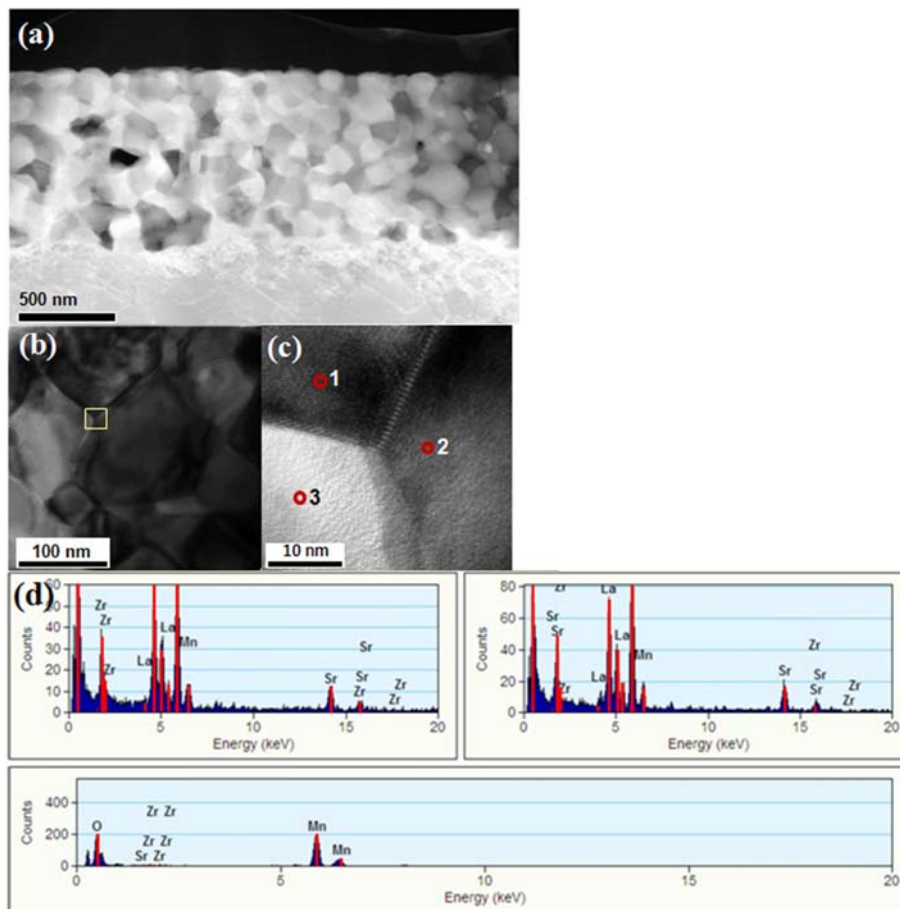 (a)
500 nm
(b)
100 nm
(c)
1
2
3
10 nm
(d)
60
50
40
30
20
10
0
Counts
Zr
Zr
Zr
La
La
Mn
Sr
Sr
Sr
Zr
Zr
Zr
0 5 10 15 20
Energy (keV)
80
60
40
20
0
Counts
Zr
Sr
Sr
Zr
La
La
La
Mn
Sr
Zr
Sr
Sr
Zr
Zr
0 5 10 15 20
Energy (keV)
400
200
0
Counts
O
Zr Zr
Zr Zr
Sr Zr
Mn
Mn
0 5 10 15 20
Energy (keV)